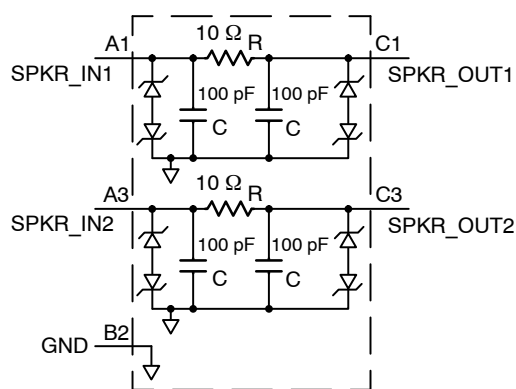 10 Ω
A1 R C1
SPKR_IN1 SPKR_OUT1
100 pF 100 pF
C C
10 Ω
A3 R C3
SPKR_IN2 SPKR_OUT2
100 pF 100 pF
C C
B2
GND